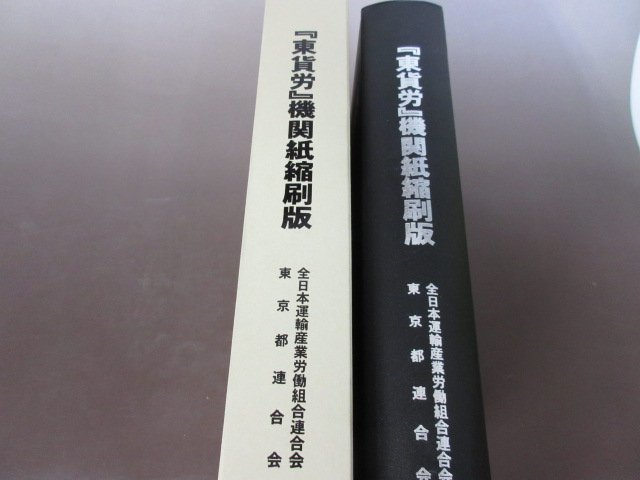 『東貨労』機関紙縮刷版
全日本運輸産業労働組合連合会
東京都連合会
『東貨労』機関紙縮刷版
全日本運輸産業労働組合連合会
東京都連合会